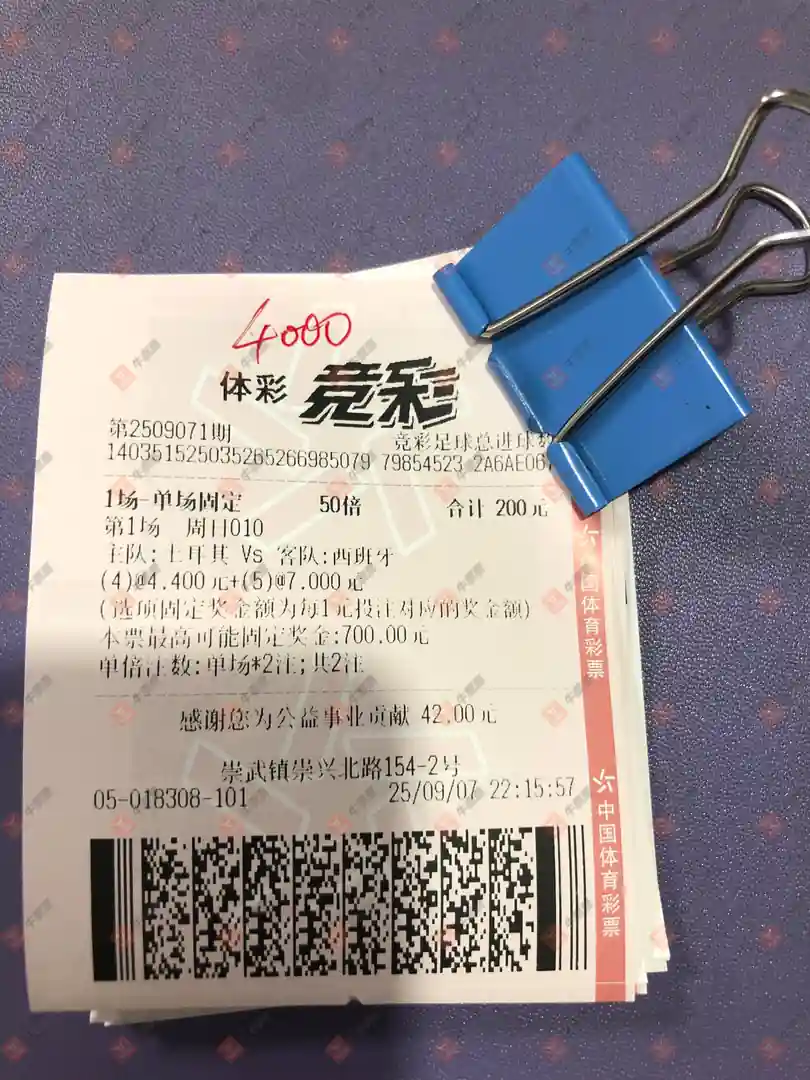 4000
体彩 竞彩
第2509071期 竞彩足球总进球数
140351525035265266985079 79854523 2A6AE06
1场-单场固定 50倍 合计 200元
第1场 周日010
主队:土耳其 Vs 客队:西班牙
(4)@4.400元+(5)@7.000元
(选项固定奖金额为每1元投注对应的奖金额)
本票最高可能固定奖金:700.00元
单倍注数:单场*2注;共2注
感谢您为公益事业贡献 42.00元
崇武镇崇兴北路154-2号
05-018308-101 25/09/07 22:15:57
国体育彩票
中国体育彩票